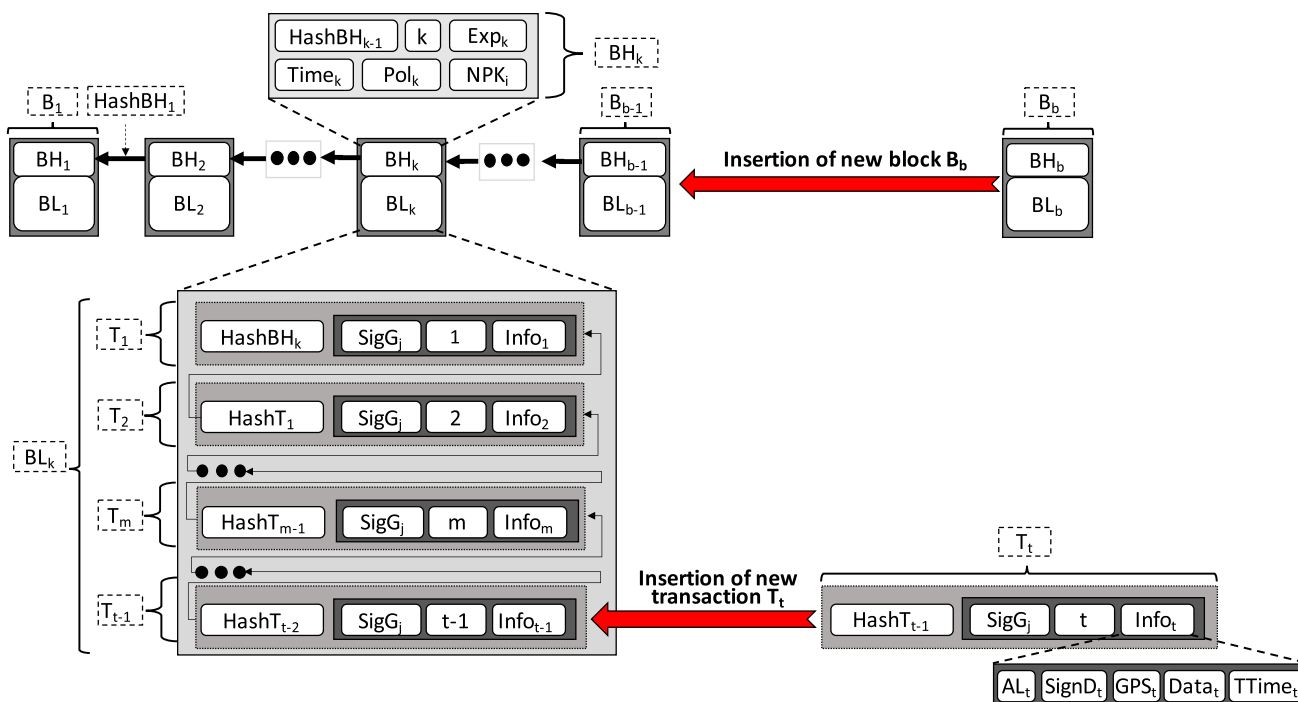 HashBH_{k-1} k Exp_k
Time_k Pol_k NPK_i
BH_k
B_1 HashBH_1 B_{b-1} B_b
BH_1 BH_2 BH_k BH_{b-1} BH_b
Insertion of new block B_b
BL_1 BL_2 BL_k BL_{b-1} BL_b
T_1 HashBH_k SigG_j 1 Info_1
T_2 HashT_1 SigG_j 2 Info_2
BL_k
T_m HashT_{m-1} SigG_j m Info_m
T_{t-1} HashT_{t-2} SigG_j t-1 Info_{t-1}
Insertion of new
transaction T_t
T_t
HashT_{t-1} SigG_j t Info_t
AL_t SignD_t GPS_t Data_t TTime_t